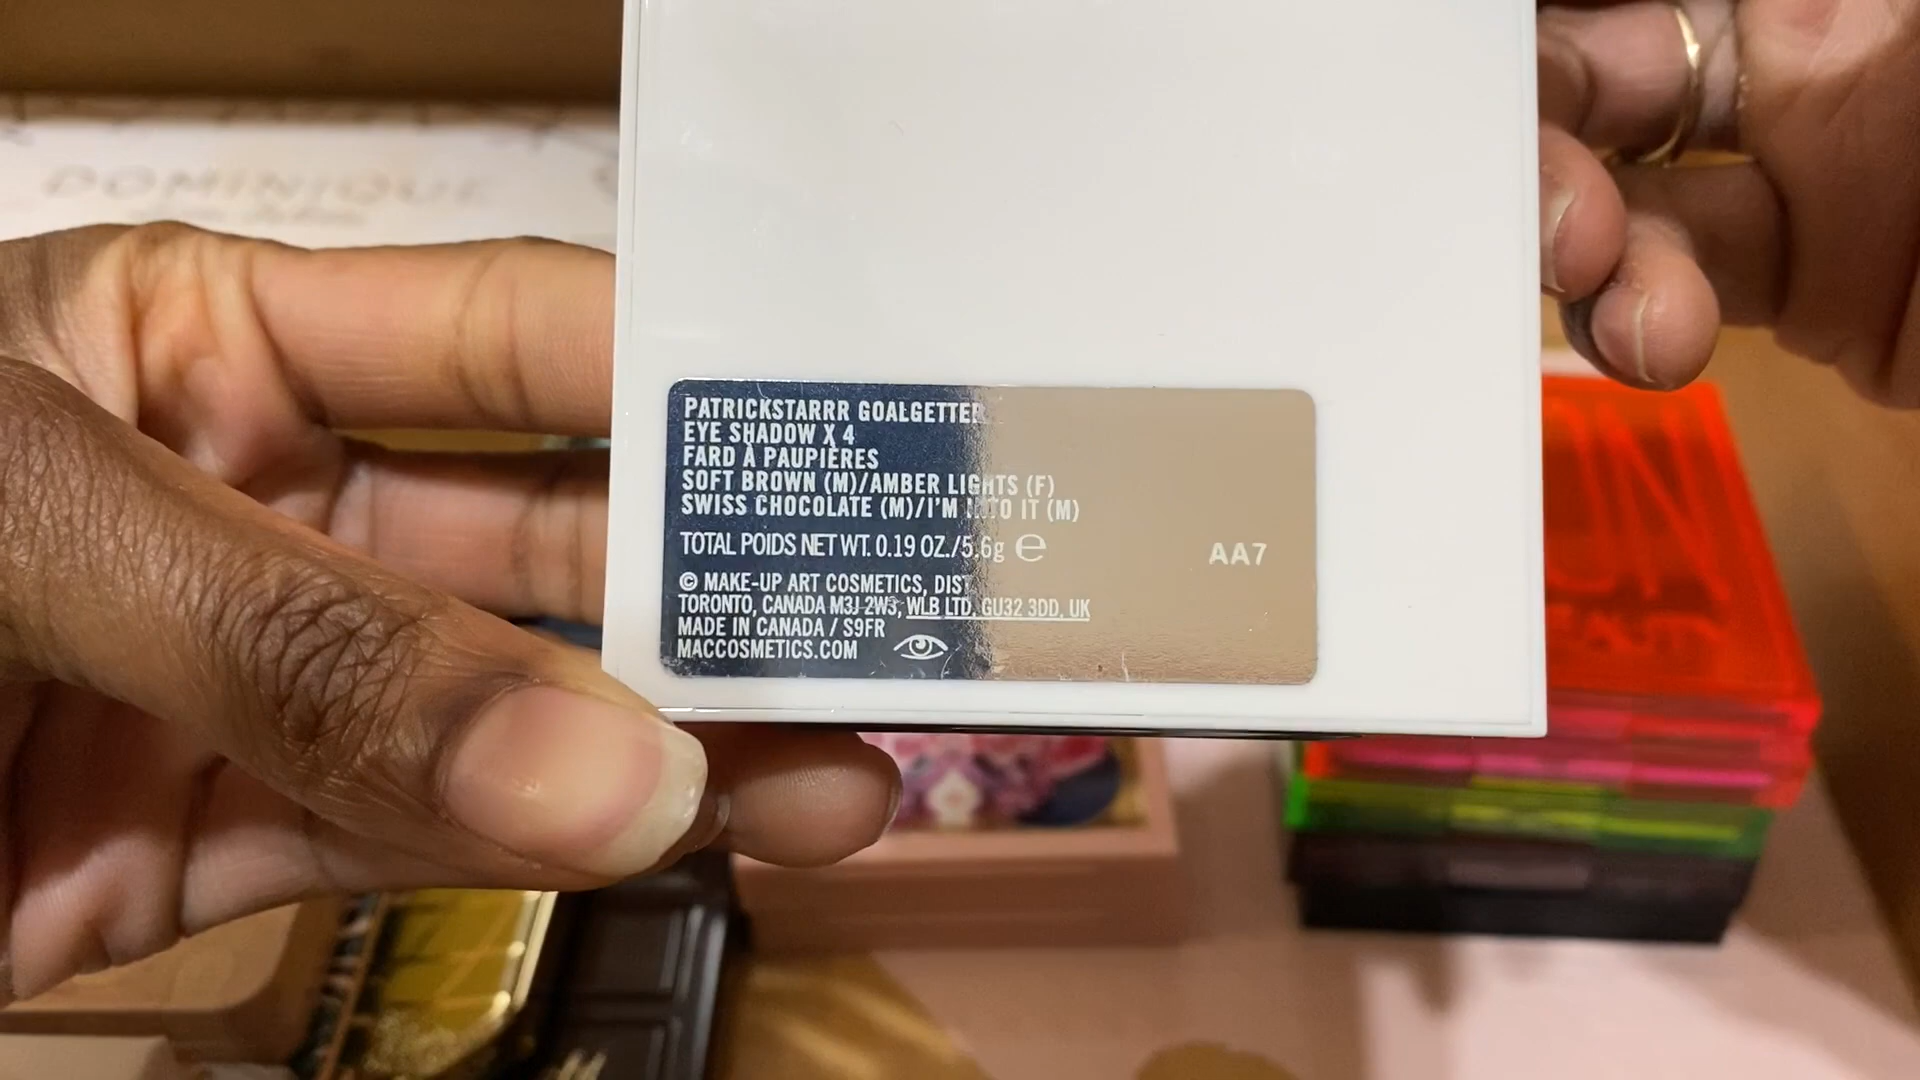 DOMINIQUE
PATRICKSTARRR GOALGETTER
EYE SHADOW X 4
FARD À PAUPIÈRES
SOFT BROWN (M)/AMBER LIGHTS (F)
SWISS CHOCOLATE (M)/I'M INTO IT (M)
TOTAL POIDS NET WT. 0.19 OZ./5.6g e
AA7
© MAKE-UP ART COSMETICS, DIST
TORONTO, CANADA M3J 2W3, WLB LTD, GU32 3DD, UK
MADE IN CANADA / S9FR
MACCOSMETICS.COM